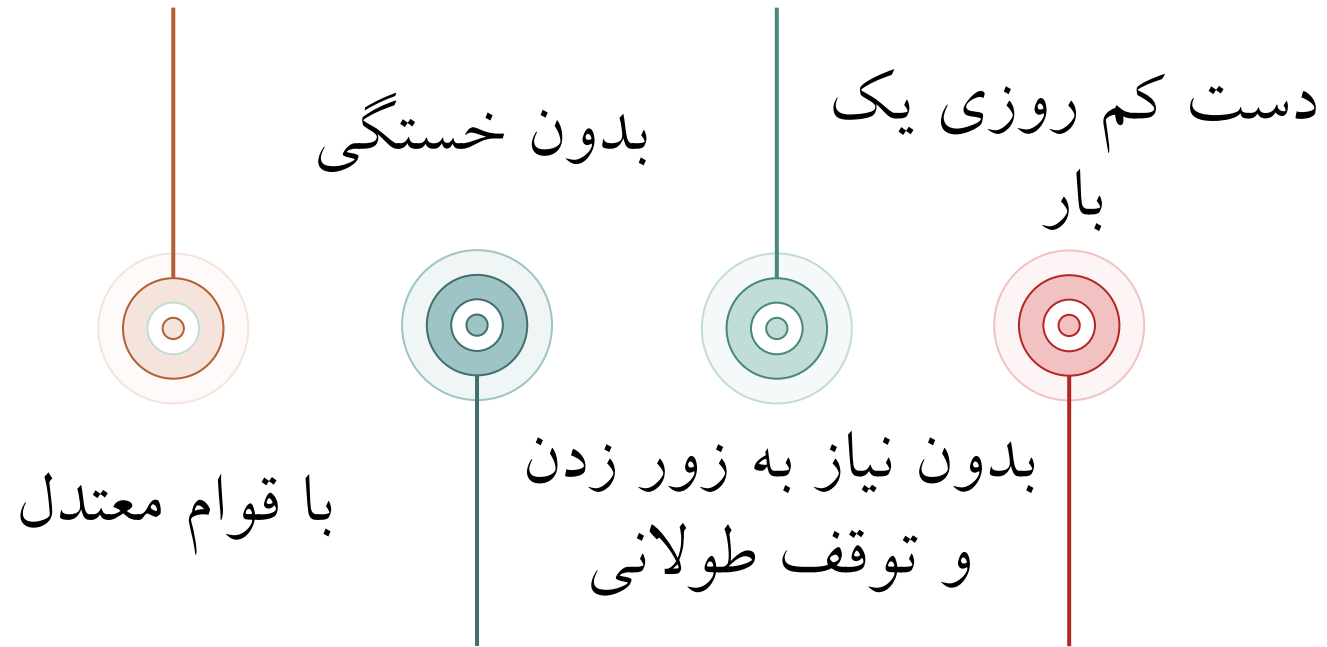 دست کم روزی یک
بار
بدون نیاز به زور زدن
و توقف طولانی
بدون خستگی
با قوام معتدل